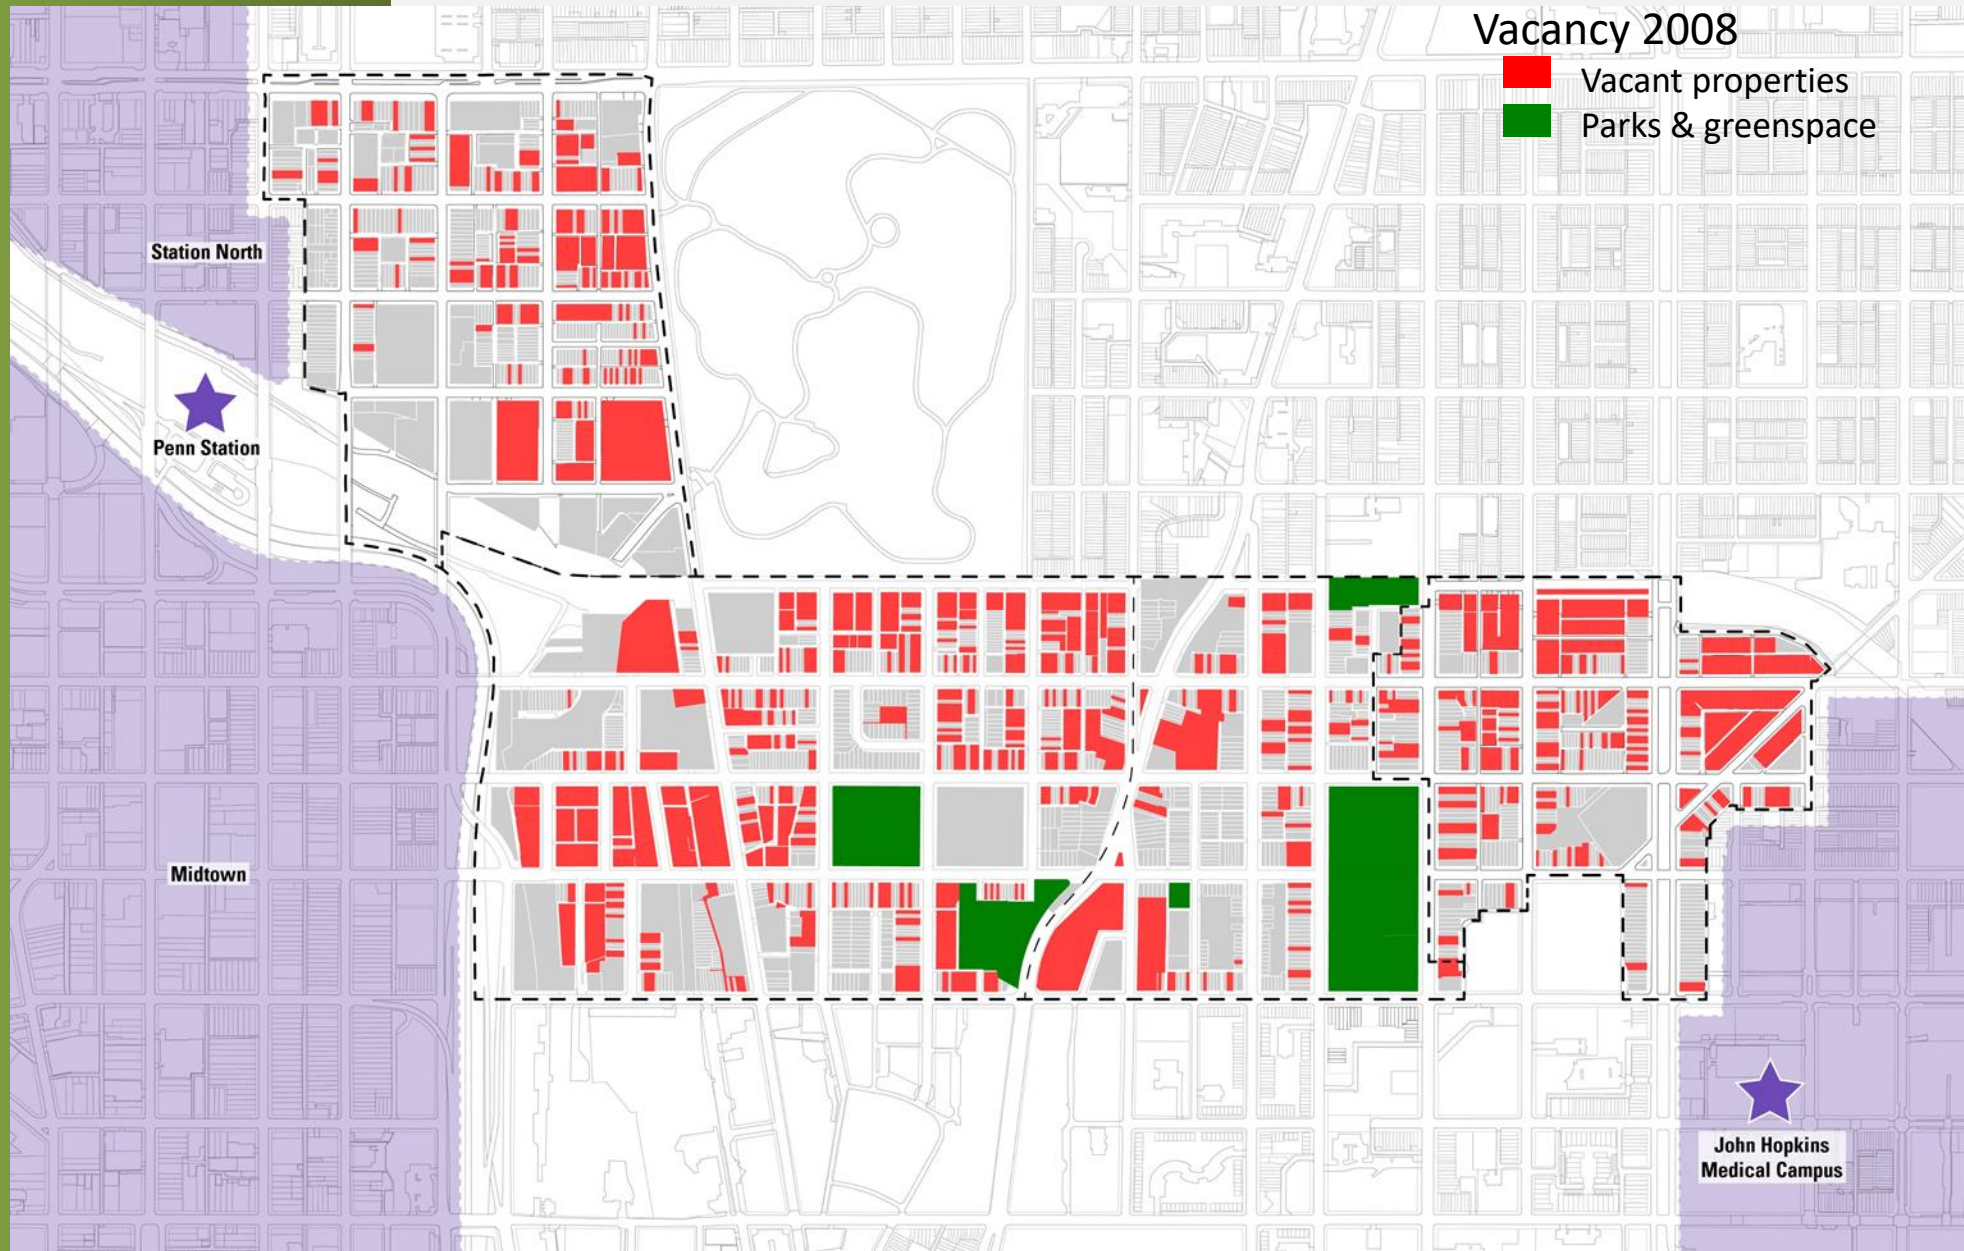 Vacancy 2008
Vacant properties
Parks & greenspace
Station North
Penn Station
Midtown
John Hopkins
Medical Campus